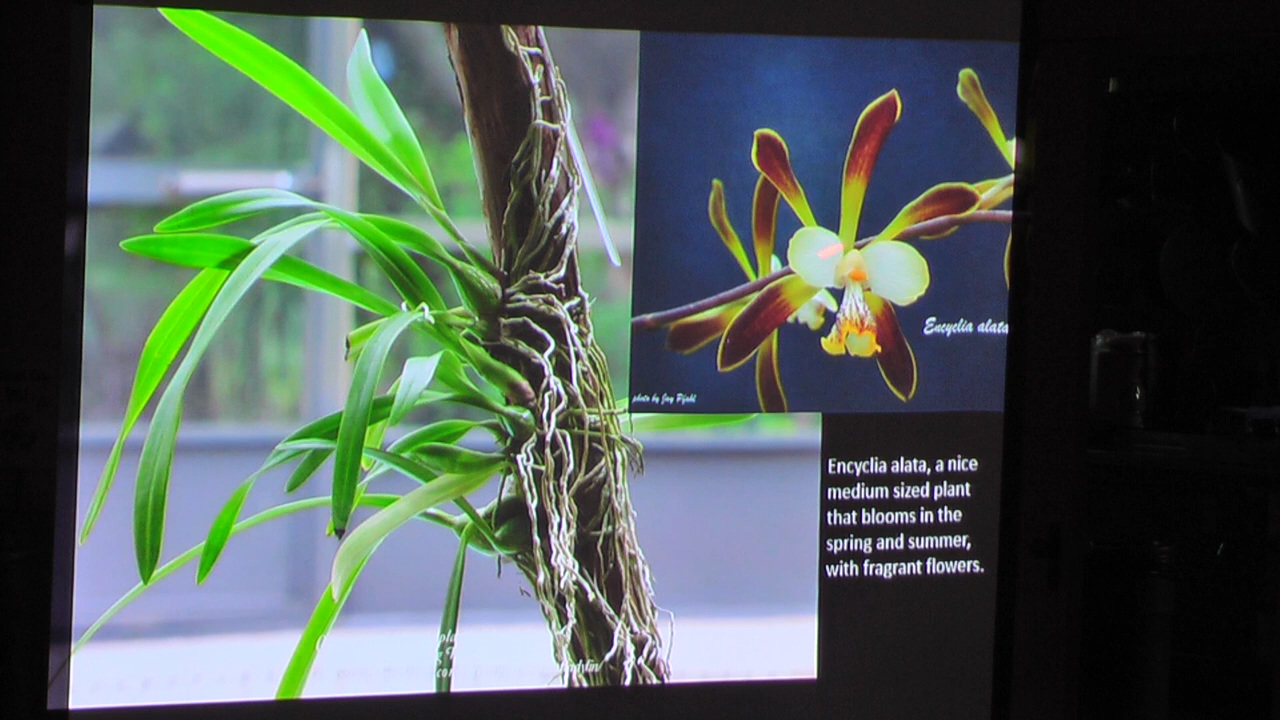 Encyclia alata
photo by Jay Pfahl
Encyclia alata, a nice
medium sized plant
that blooms in the
spring and summer,
with fragrant flowers.